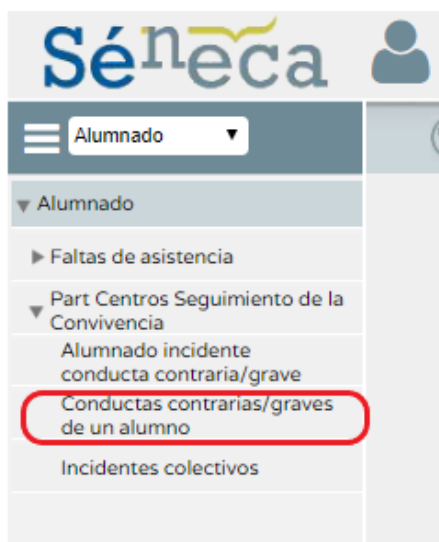 Séneca
Alumnado
Alumnado
Faltas de asistencia
Part Centros Seguimiento de la
Convivencia
Alumnado incidente
conducta contraria/grave
Conductas contrarias/graves
de un alumno
Incidentes colectivos